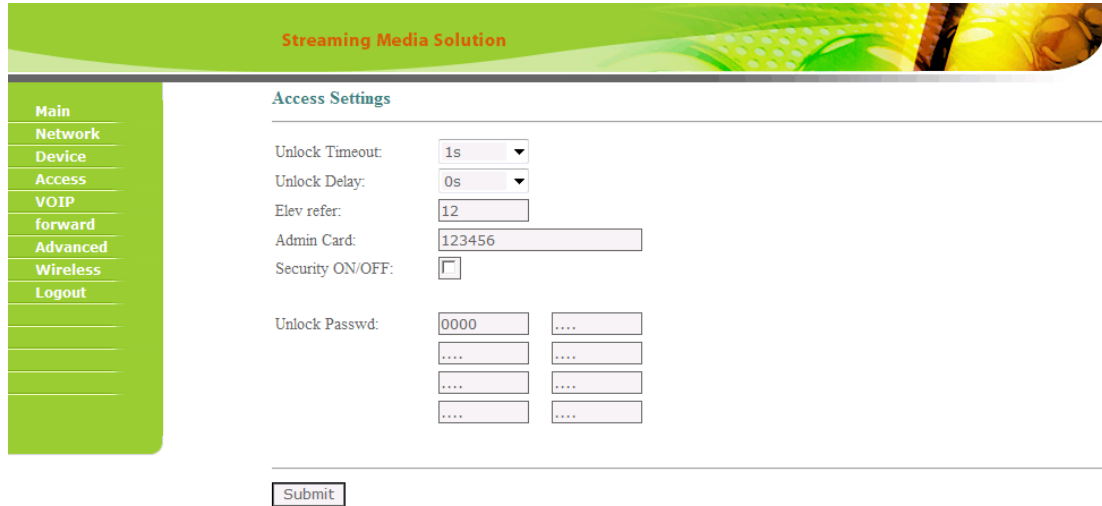 Streaming Media Solution
Main
Network
Device
Access
VOIP
forward
Advanced
Wireless
Logout
Access Settings
Unlock Timeout: 1s
Unlock Delay: 0s
Elev refer: 12
Admin Card: 123456
Security ON/OFF:
Unlock Passwd: 0000 ....
.... ....
.... ....
.... ....
Submit